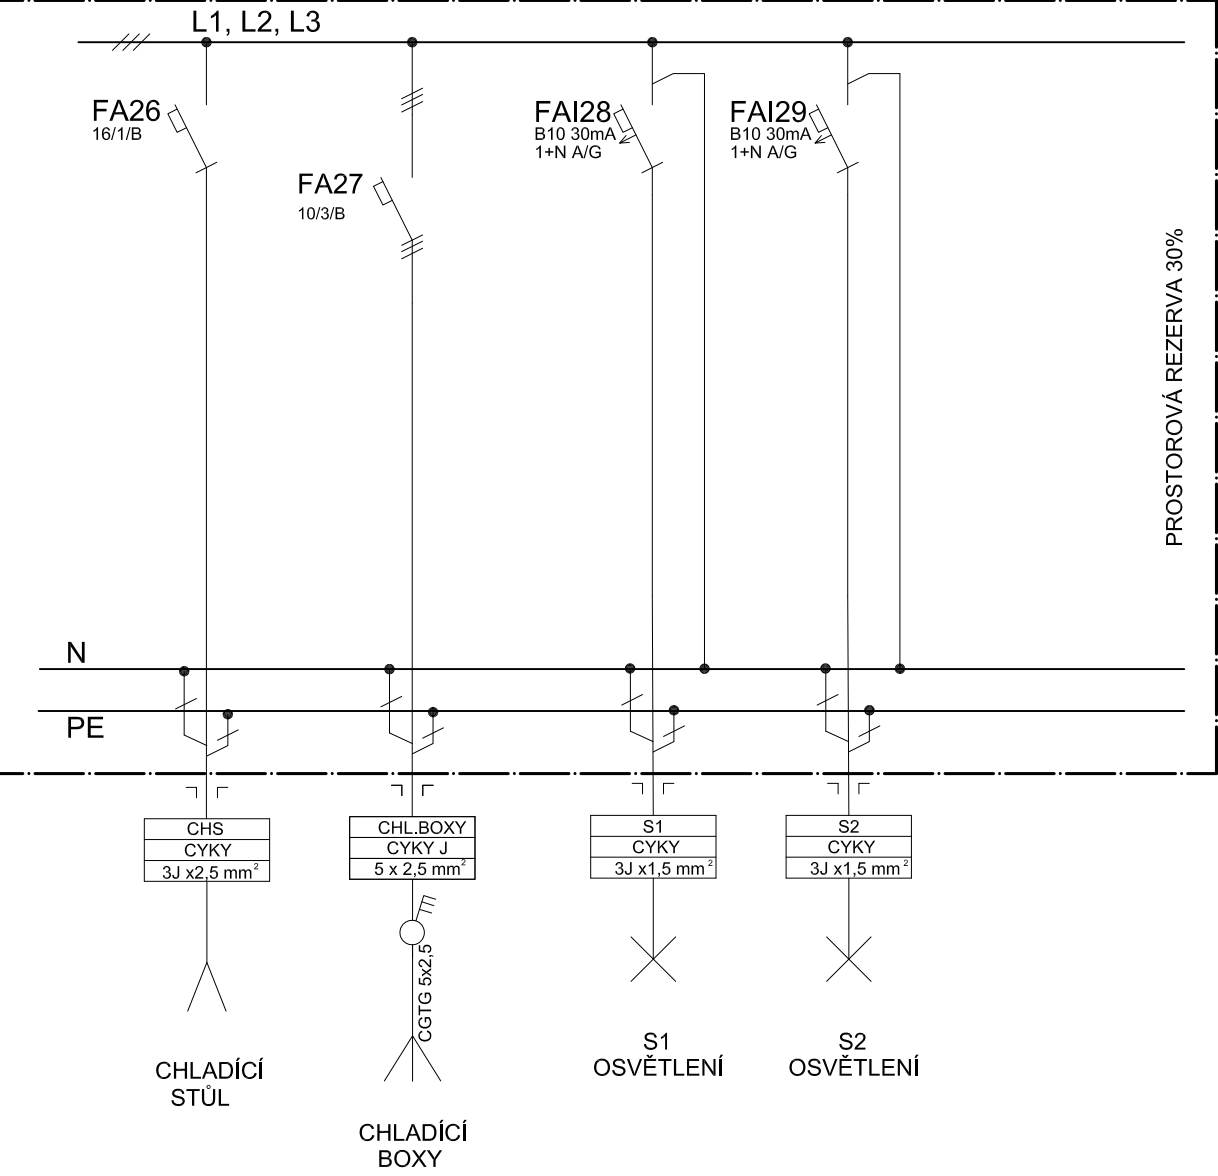 L1, L2, L3
FA26
16/1/B
FA27
10/3/B
FAI28
B10 30mA
1+N A/G
FAI29
B10 30mA
1+N A/G
PROSTOROVÁ REZERVA 30%
N
PE
CHS
CYKY
3J x2,5 mm²
CHL.BOXY
CYKY J
5 x 2,5 mm²
S1
CYKY
3J x1,5 mm²
S2
CYKY
3J x1,5 mm²
CGTG 5x2,5
CHLADÍCÍ
STŮL
CHLADÍCÍ
BOXY
S1
OSVĚTLENÍ
S2
OSVĚTLENÍ